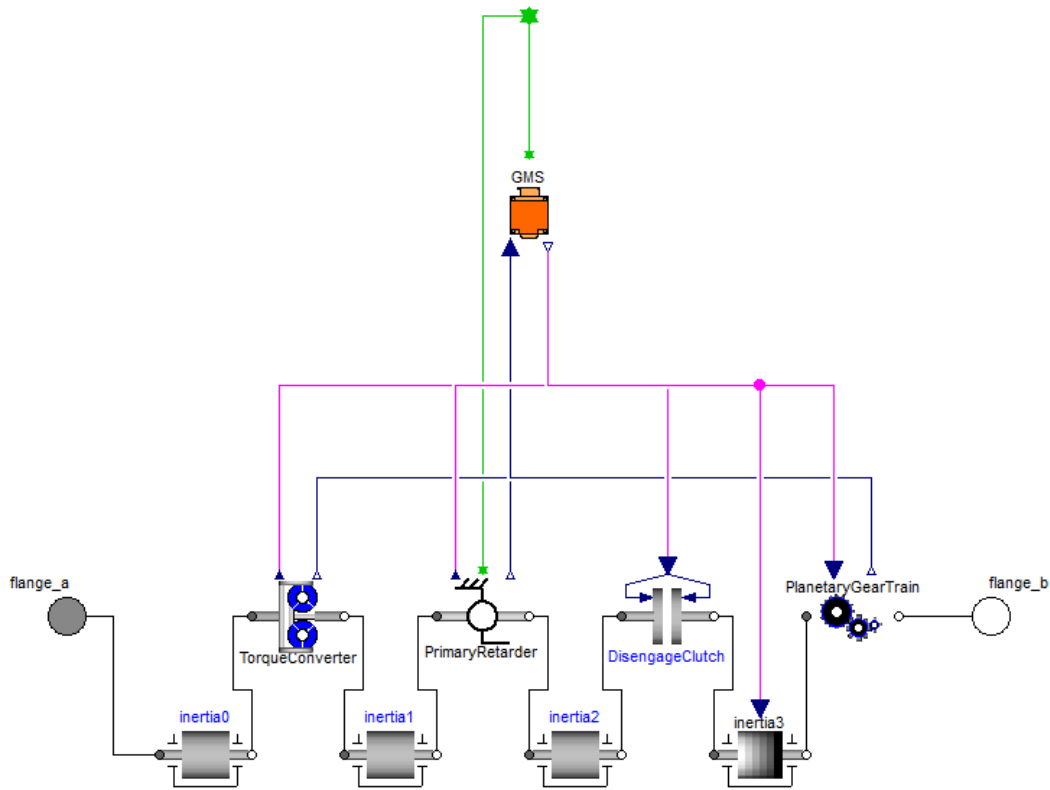 GMS
flange_a
TorqueConverter
PrimaryRetarder
DisengageClutch
PlanetaryGearTrain
flange_b
inertia0
inertia1
inertia2
inertia3